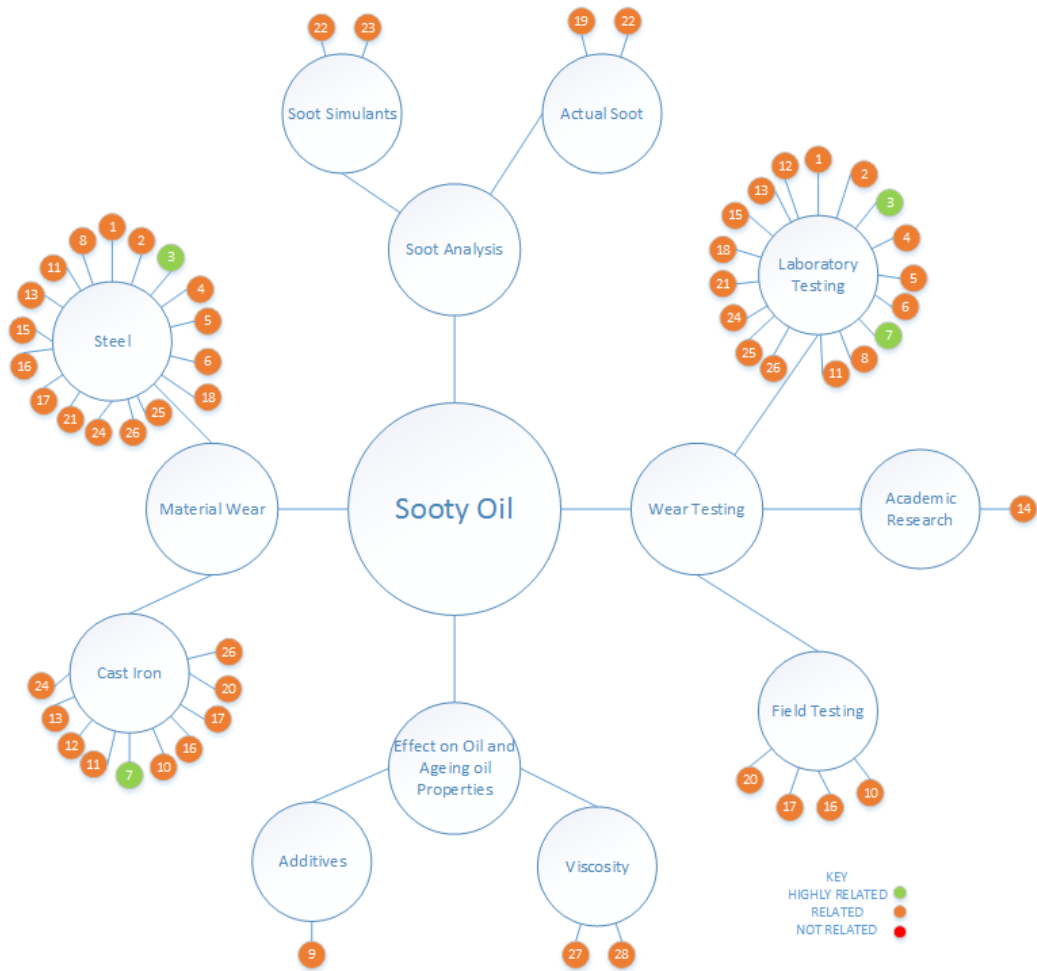 22
23
Soot Simulants
19
22
Actual Soot
Soot Analysis
1
2
3
4
5
6
7
8
11
26
25
24
21
18
15
13
12
Laboratory
Testing
1
2
3
4
5
6
18
25
26
24
21
17
16
15
13
11
8
Steel
Material Wear
Sooty Oil
Wear Testing
Academic
Research
14
Cast Iron
26
20
17
16
10
7
11
12
13
24
Field Testing
20
17
16
10
Effect on Oil and
Ageing oil
Properties
Additives
9
Viscosity
27
28
KEY
HIGHLY RELATED
RELATED
NOT RELATED